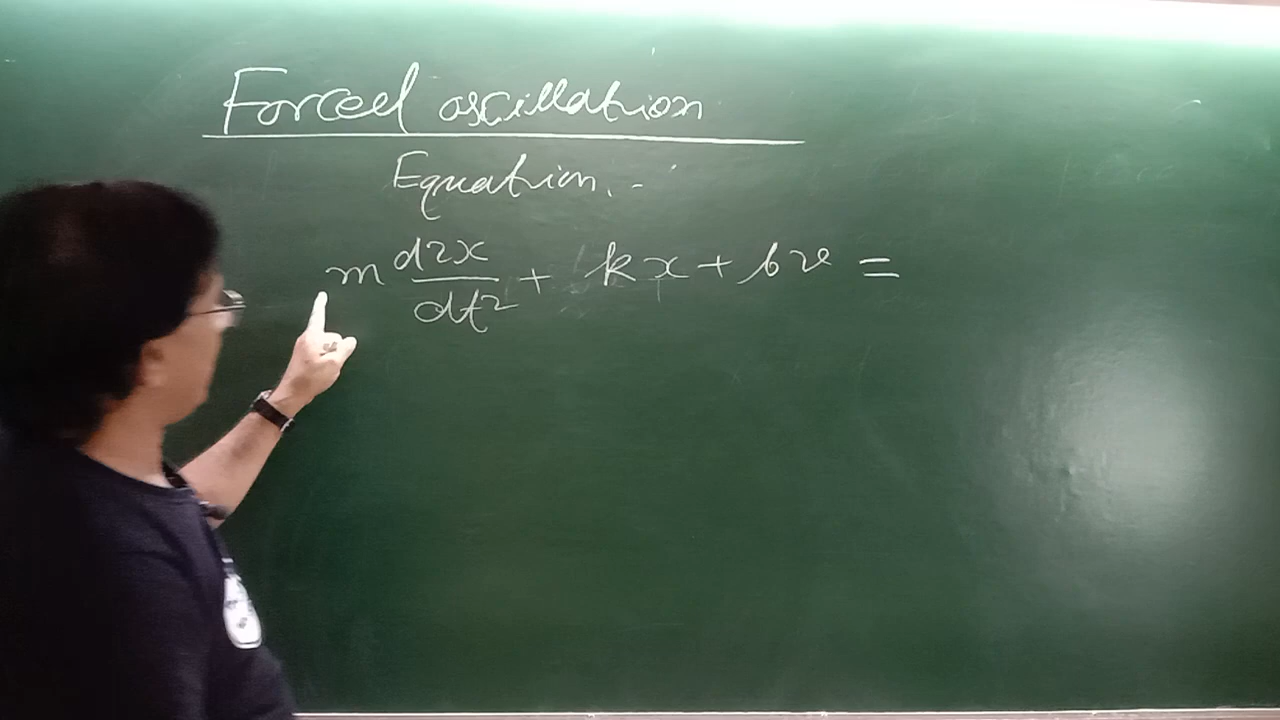 Forced oscillation
Equation. -
m d2x/dt2 + kx + bv =